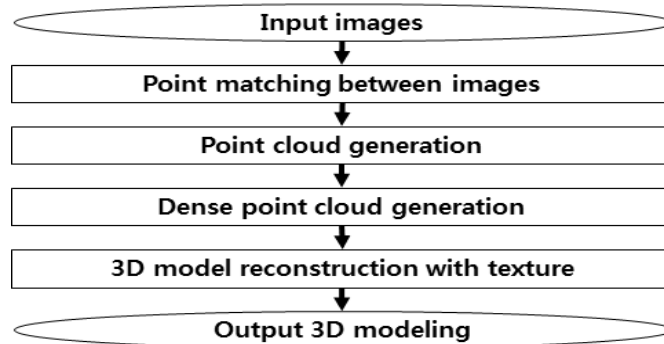 Input images
Point matching between images
Point cloud generation
Dense point cloud generation
3D model reconstruction with texture
Output 3D modeling